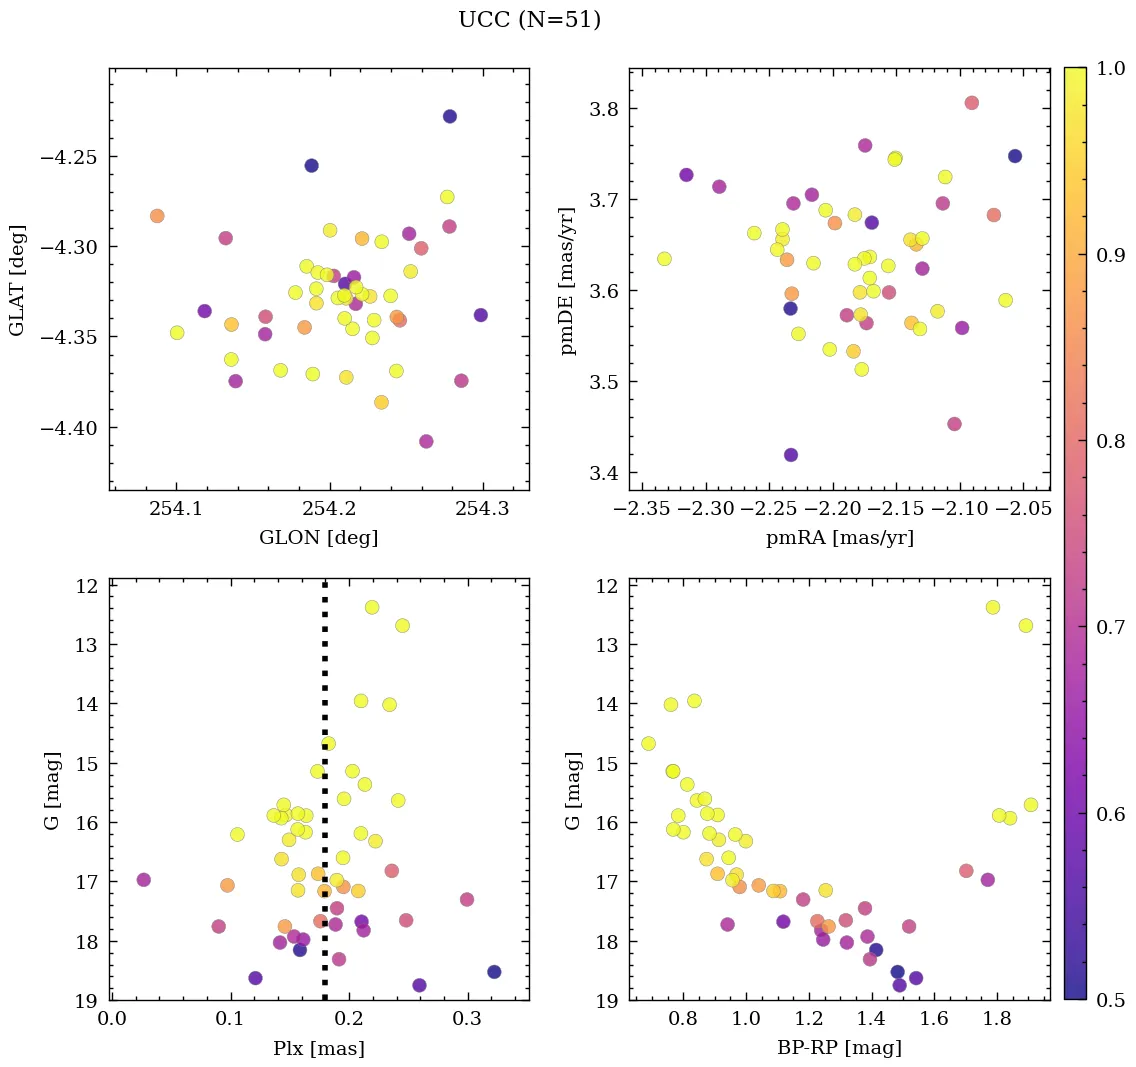 UCC (N=51)
−4.25
−4.30
−4.35
−4.40
GLAT [deg]
254.1 254.2 254.3
GLON [deg]
3.8
3.7
3.6
3.5
3.4
pmDE [mas/yr]
−2.35 −2.30 −2.25 −2.20 −2.15 −2.10 −2.05
pmRA [mas/yr]
12
13
14
15
16
17
18
19
G [mag]
0.0 0.1 0.2 0.3
Plx [mas]
12
13
14
15
16
17
18
19
G [mag]
0.8 1.0 1.2 1.4 1.6 1.8
BP-RP [mag]
1.0
0.9
0.8
0.7
0.6
0.5